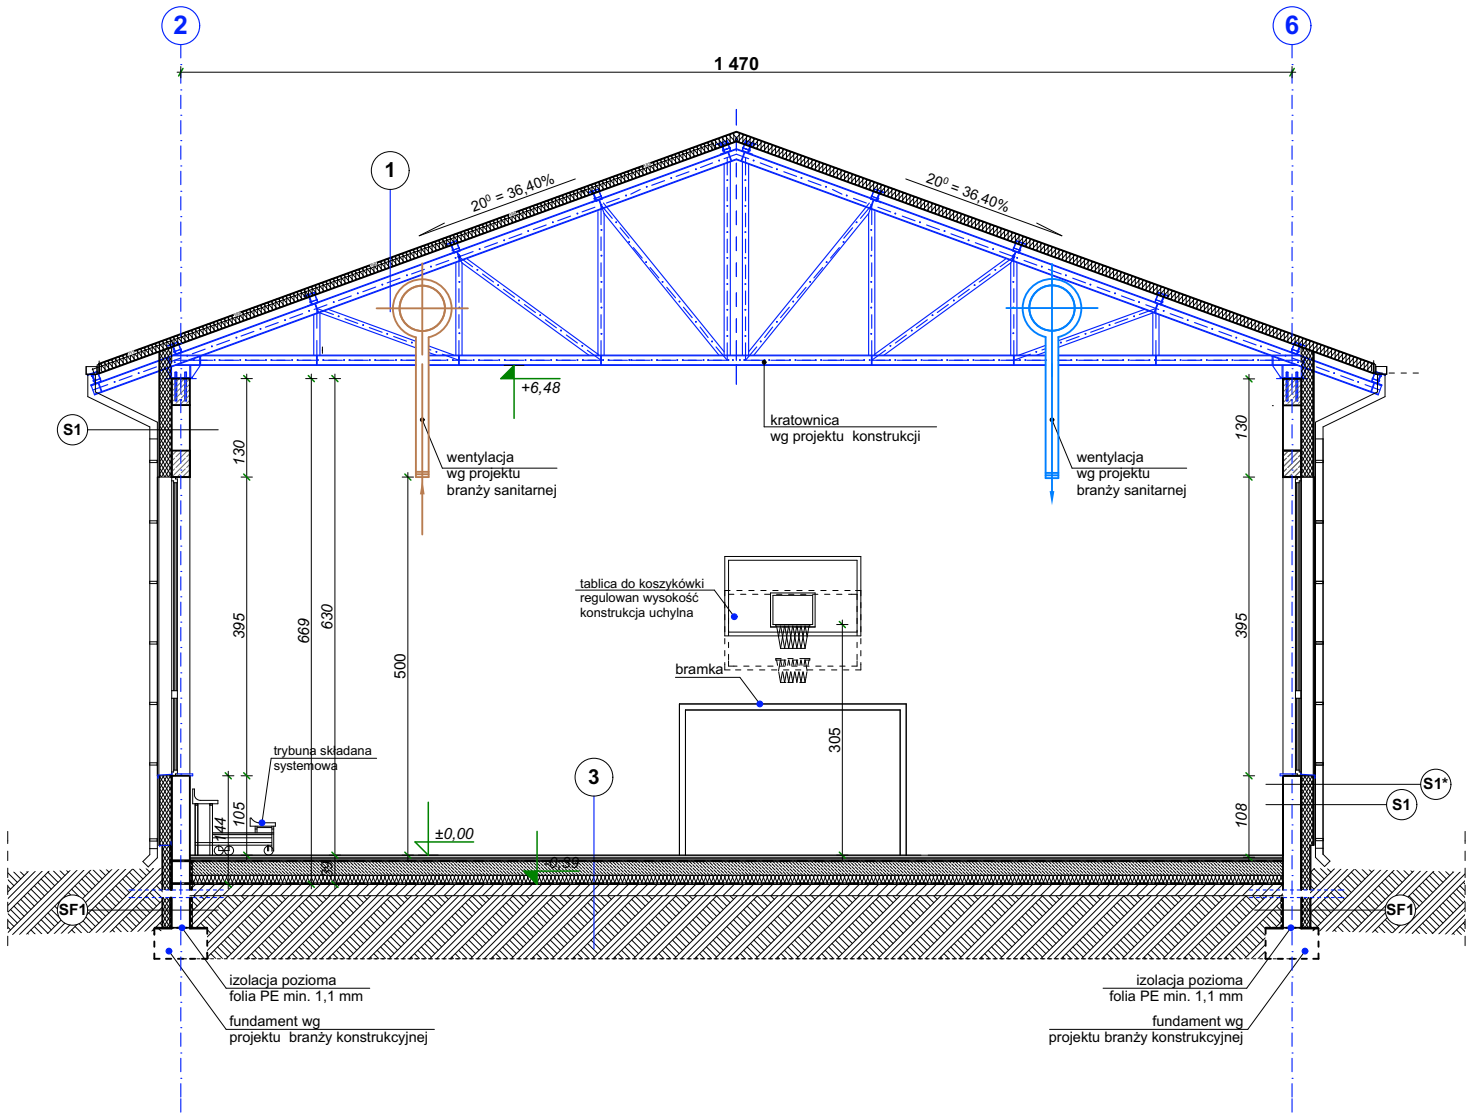 2
6
1 470
1
20⁰ = 36,40%
20⁰ = 36,40%
+6,48
kratownica
wg projektu konstrukcji
S1
130
130
wentylacja
wg projektu
branży sanitarnej
wentylacja
wg projektu
branży sanitarnej
tablica do koszykówki
regulowan wysokość
konstrukcja uchylna
395
669
630
500
395
bramka
305
trybuna składana
systemowa
3
S1*
S1
144
105
108
±0,00
-0,39
39
SF1
SF1
izolacja pozioma
folia PE min. 1,1 mm
izolacja pozioma
folia PE min. 1,1 mm
fundament wg
projektu branży konstrukcyjnej
fundament wg
projektu branży konstrukcyjnej